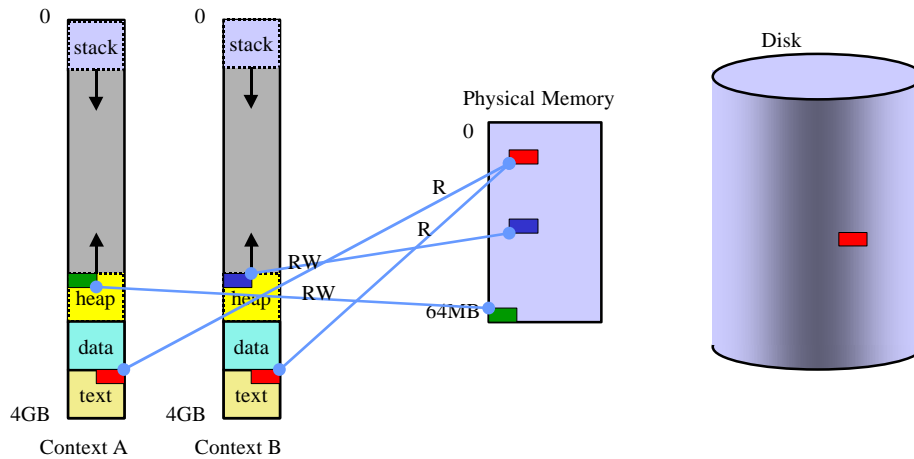 0
0
stack
stack
Disk
Physical Memory
0
R
R
RW
RW
heap
heap
64MB
data
data
text
text
4GB
4GB
Context A
Context B